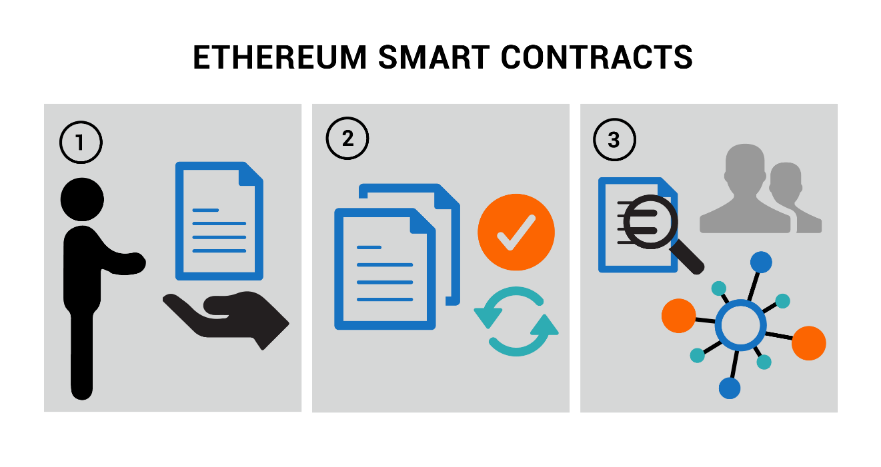 ETHEREUM SMART CONTRACTS
1
2
3